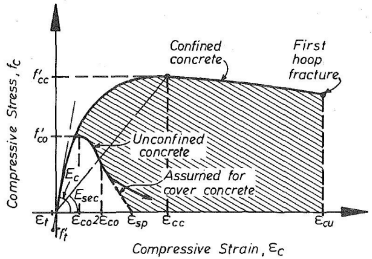 Compressive Stress, fc
Confined
concrete
First
hoop
fracture
f'cc
f'co
Unconfined
concrete
Assumed for
cover concrete
Ec
Esec
εt
f't
εco
2εco
εsp
εcc
εcu
Compressive Strain, εc